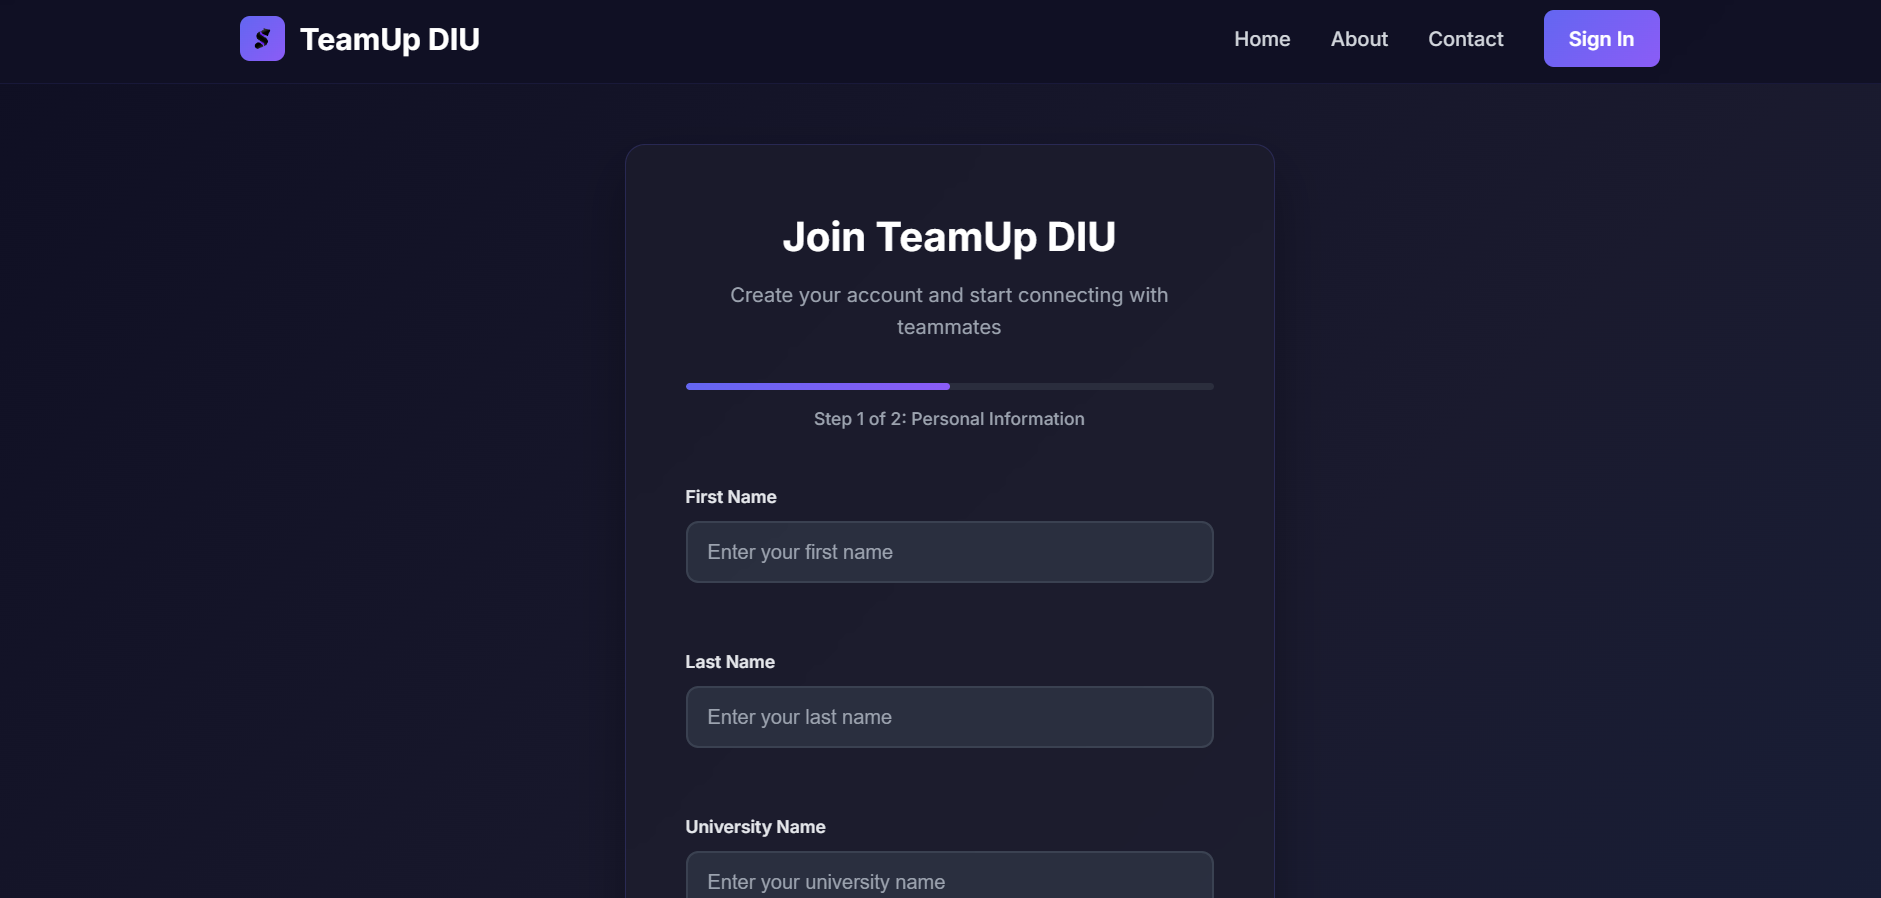 TeamUp DIU
Home
About
Contact
Sign In
Join TeamUp DIU
Create your account and start connecting with
teammates
Step 1 of 2: Personal Information
First Name
Enter your first name
Last Name
Enter your last name
University Name
Enter your university name